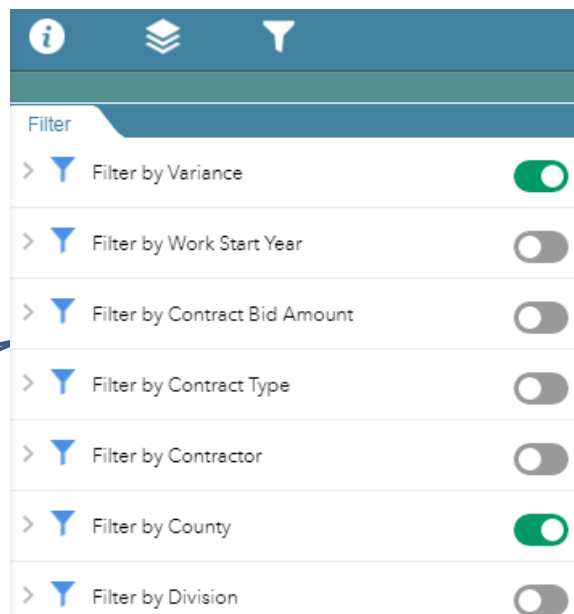 Filter
Filter by Variance
Filter by Work Start Year
Filter by Contract Bid Amount
Filter by Contract Type
Filter by Contractor
Filter by County
Filter by Division